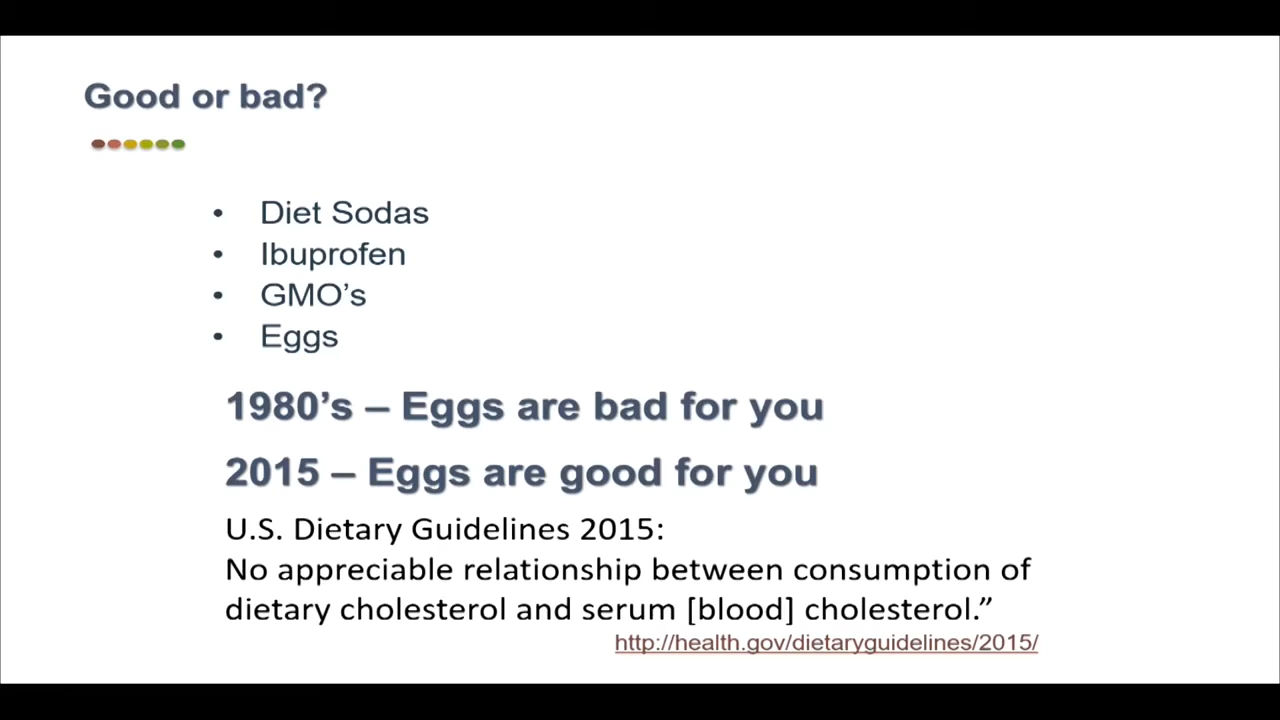 Good or bad?
• Diet Sodas
• Ibuprofen
• GMO’s
• Eggs
1980’s – Eggs are bad for you
2015 – Eggs are good for you
U.S. Dietary Guidelines 2015:
No appreciable relationship between consumption of
dietary cholesterol and serum [blood] cholesterol.”
http://health.gov/dietaryguidelines/2015/